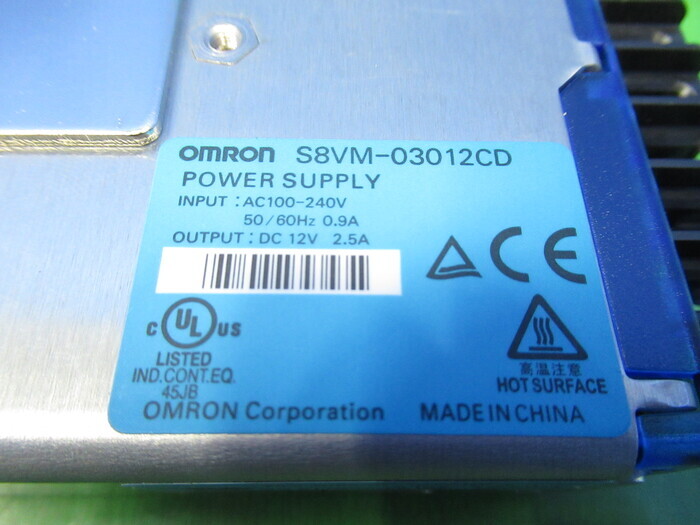 OMRON S8VM-03012CD
POWER SUPPLY
INPUT : AC100-240V
50/60Hz 0.9A
OUTPUT : DC 12V 2.5A
CE
C UL US
LISTED
IND.CONT.EQ.
45JB
高温注意
HOT SURFACE
OMRON Corporation MADE IN CHINA